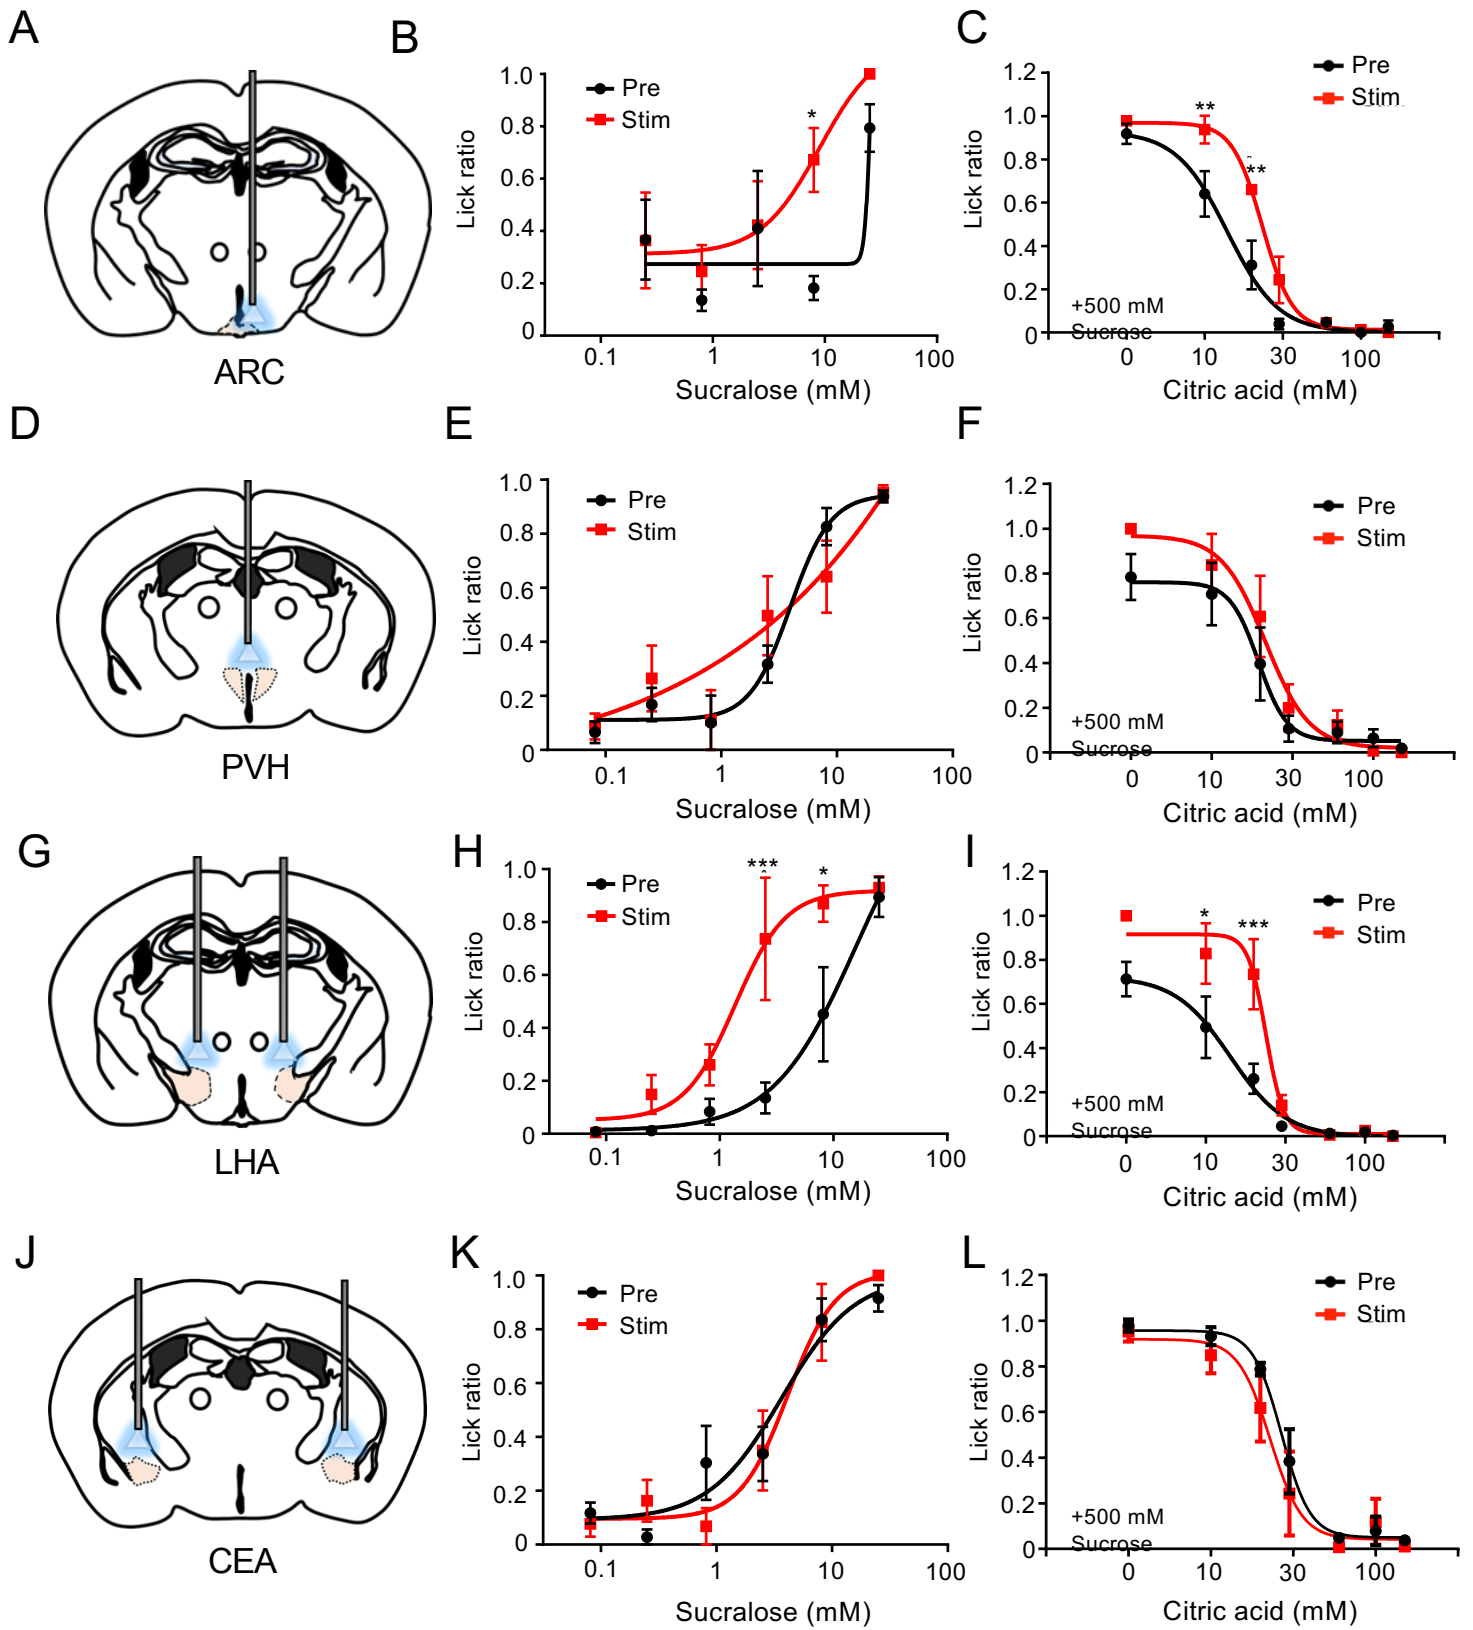 A
ARC
B
Lick ratio
1.0
0.8
0.6
0.4
0.2
0
Pre
Stim
*
0.1
1
10
100
Sucralose (mM)
C
Lick ratio
1.2
1.0
0.8
0.6
0.4
0.2
0
Pre
Stim
**
**
+500 mM
Sucrose
0
10
30
100
Citric acid (mM)
D
PVH
E
Lick ratio
1.0
0.8
0.6
0.4
0.2
0
Pre
Stim
0.1
1
10
100
Sucralose (mM)
F
Lick ratio
1.2
1.0
0.8
0.6
0.4
0.2
0
Pre
Stim
+500 mM
Sucrose
0
10
30
100
Citric acid (mM)
G
LHA
H
Lick ratio
1.0
0.8
0.6
0.4
0.2
0
Pre
Stim
***
*
0.1
1
10
100
Sucralose (mM)
I
Lick ratio
1.2
1.0
0.8
0.6
0.4
0.2
0
Pre
Stim
*
***
+500 mM
Sucrose
0
10
30
100
Citric acid (mM)
J
CEA
K
Lick ratio
1.0
0.8
0.6
0.4
0.2
0
Pre
Stim
0.1
1
10
100
Sucralose (mM)
L
Lick ratio
1.2
1.0
0.8
0.6
0.4
0.2
0
Pre
Stim
+500 mM
Sucrose
0
10
30
100
Citric acid (mM)